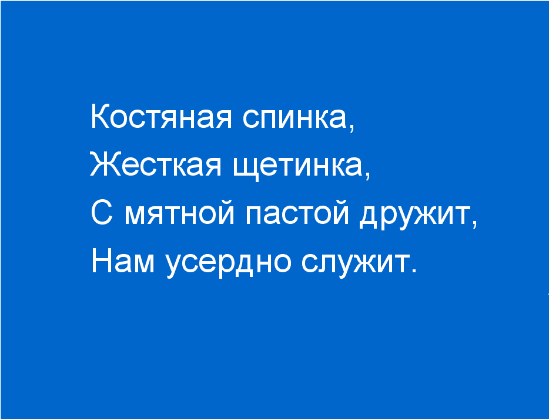 Костяная спинка,
Жесткая щетинка,
С мятной пастой дружит,
Нам усердно служит.